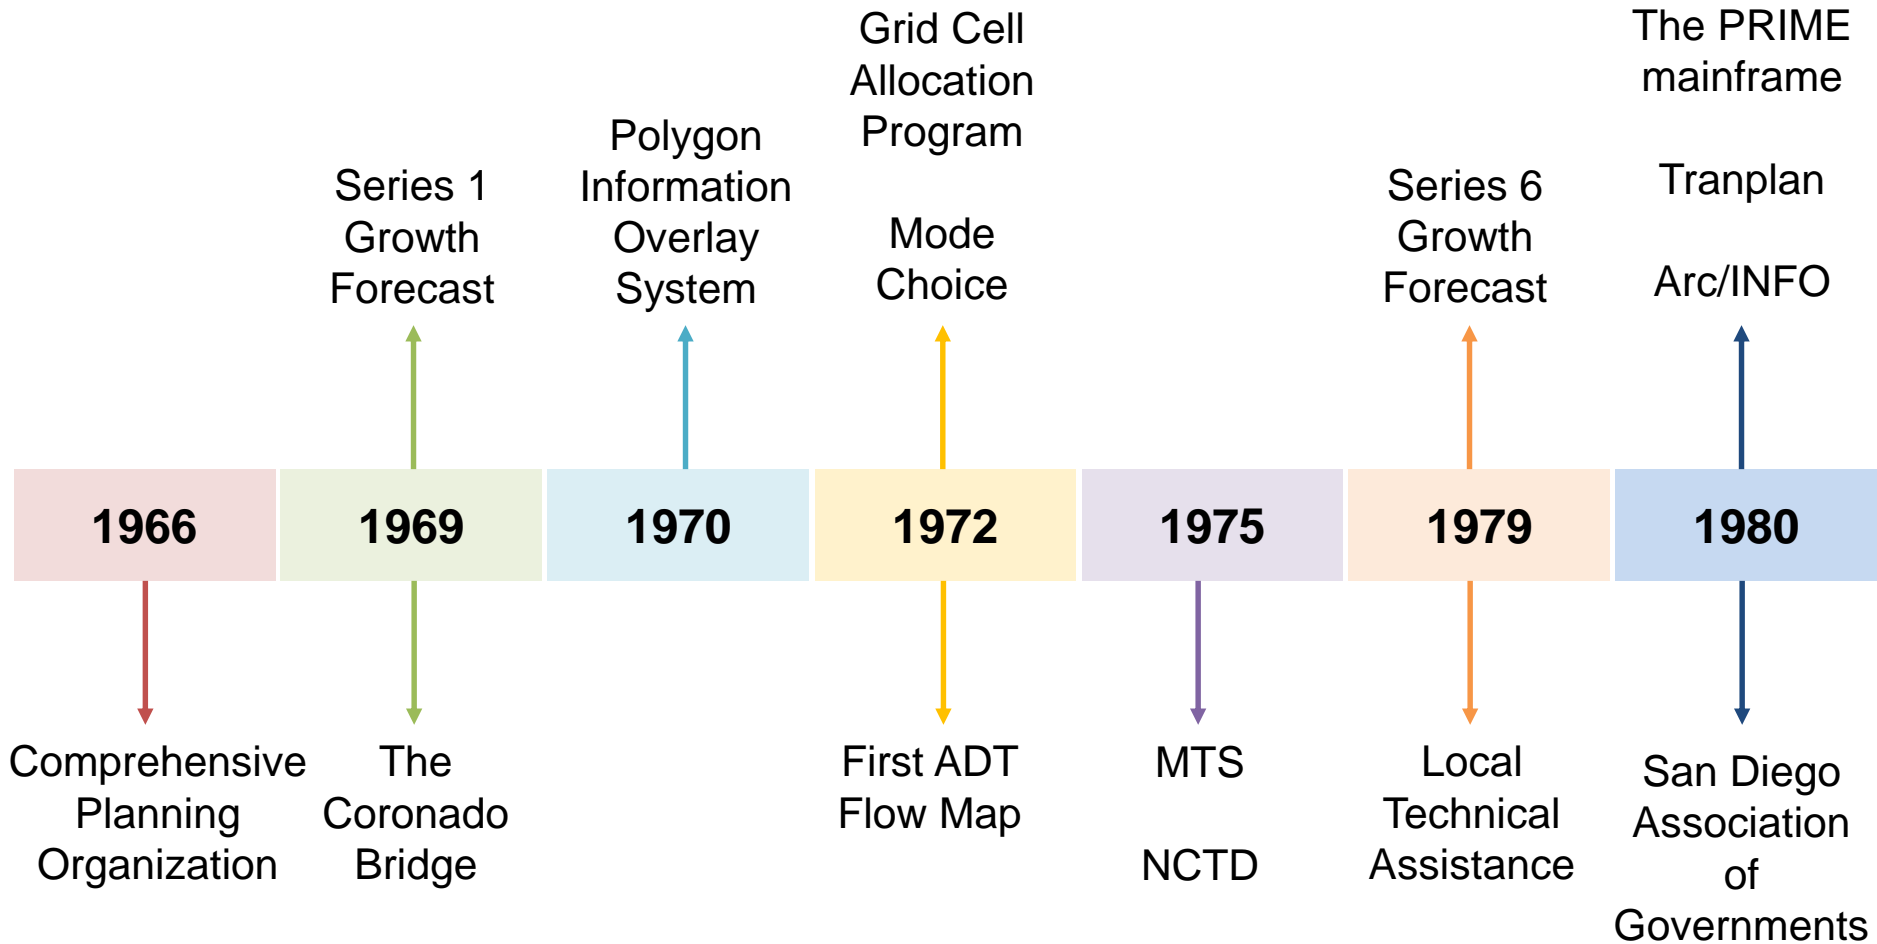 Grid Cell
Allocation
Program
Mode
Choice
The PRIME
mainframe
Tranplan
Arc/INFO
Polygon
Information
Overlay
System
Series 1
Growth
Forecast
Series 6
Growth
Forecast
1966
1969
1970
1972
1975
1979
1980
Comprehensive
Planning
Organization
The
Coronado
Bridge
First ADT
Flow Map
MTS
NCTD
Local
Technical
Assistance
San Diego
Association
of
Governments